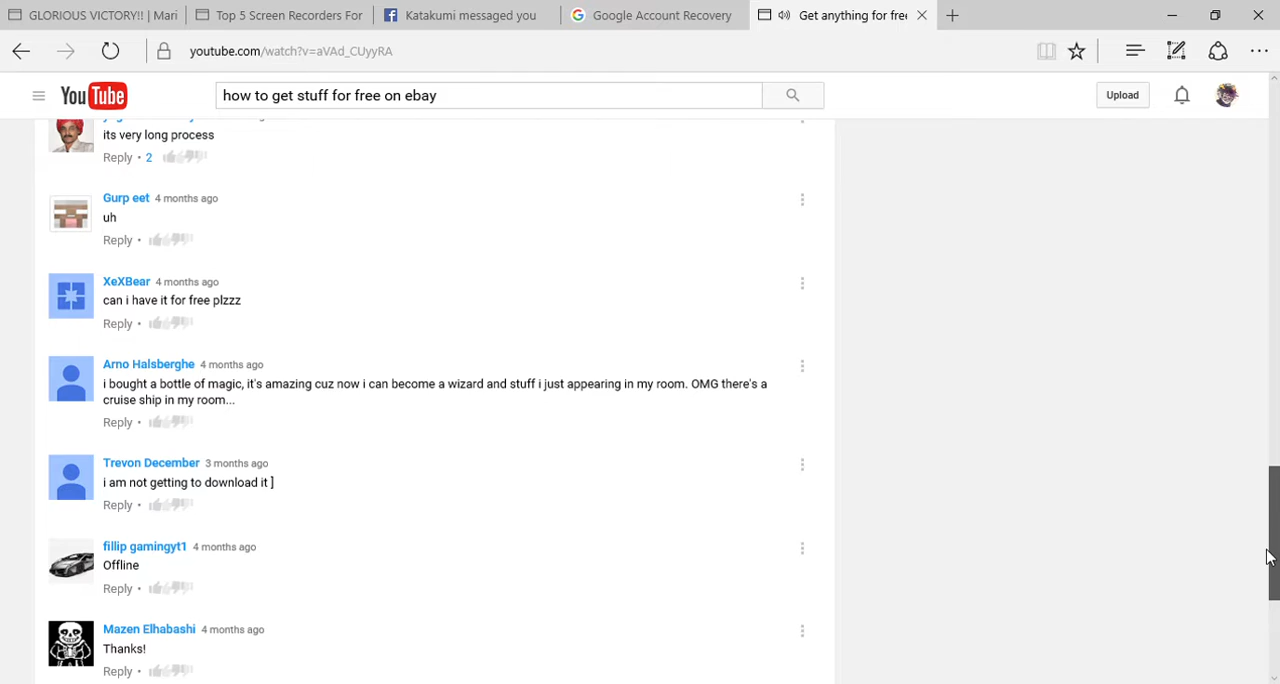 GLORIOUS VICTORY!! | Mari
Top 5 Screen Recorders For
Katakumi messaged you
Google Account Recovery
Get anything for free
youtube.com/watch?v=aVAd_CUyyRA
YouTube
how to get stuff for free on ebay
Upload
its very long process
Reply • 2
Gurp eet 4 months ago
uh
Reply •
XeXBear 4 months ago
can i have it for free plzzz
Reply •
Arno Halsberghe 4 months ago
i bought a bottle of magic, it's amazing cuz now i can become a wizard and stuff i just appearing in my room. OMG there's a
cruise ship in my room...
Reply •
Trevon December 3 months ago
i am not getting to download it ]
Reply •
fillip gamingyt1 4 months ago
Offline
Reply •
Mazen Elhabashi 4 months ago
Thanks!
Reply •